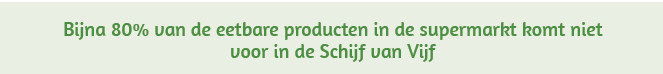 Bijna 80% van de eetbare producten in de supermarkt komt niet
voor in de Schijf van Vijf